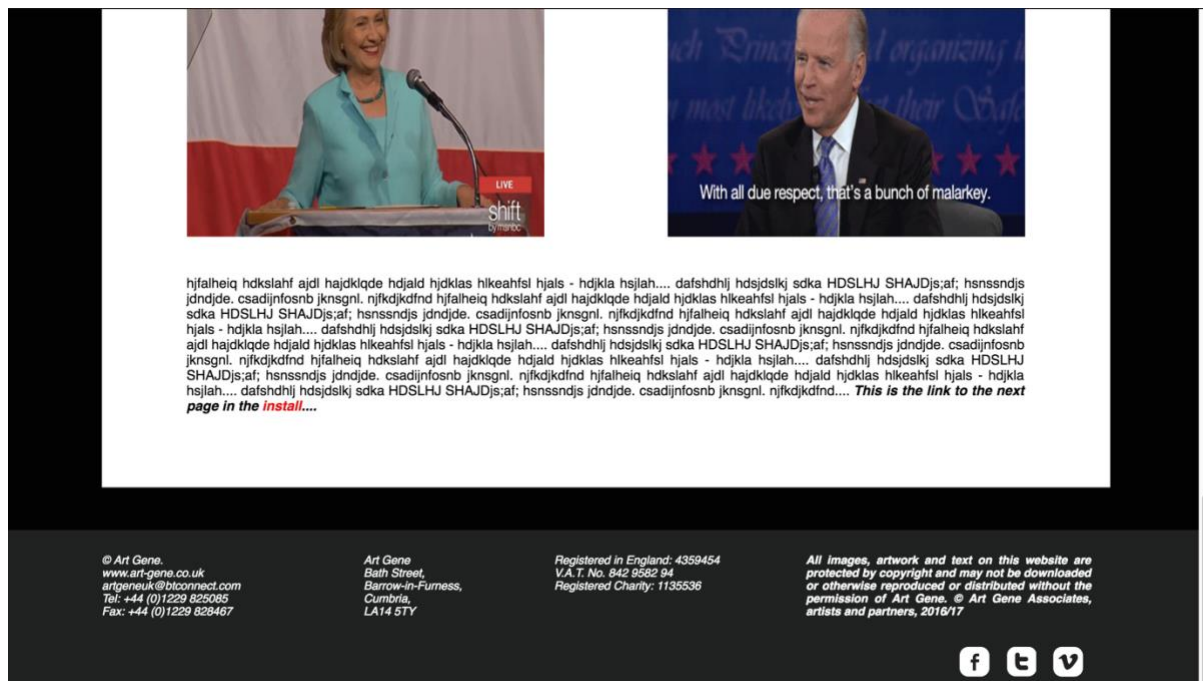 uch Princi d organizing
n most likel t their Safe
LIVE
shift
by msnbc
With all due respect, that's a bunch of malarkey.
hjfalheiq hdkslahf ajdl hajdklqde hdjald hjdklas hlkeahfsl hjals - hdjkla hsjlah.... dafshdhlj hdsjdslkj sdka HDSLHJ SHAJDjs;af; hsnssndjs
jdndjde. csadijnfosnb jknsgnl. njfkdjkdfnd hjfalheiq hdkslahf ajdl hajdklqde hdjald hjdklas hlkeahfsl hjals - hdjkla hsjlah.... dafshdhlj hdsjdslkj
sdka HDSLHJ SHAJDjs;af; hsnssndjs jdndjde. csadijnfosnb jknsgnl. njfkdjkdfnd hjfalheiq hdkslahf ajdl hajdklqde hdjald hjdklas hlkeahfsl
hjals - hdjkla hsjlah.... dafshdhlj hdsjdslkj sdka HDSLHJ SHAJDjs;af; hsnssndjs jdndjde. csadijnfosnb jknsgnl. njfkdjkdfnd hjfalheiq hdkslahf
ajdl hajdklqde hdjald hjdklas hlkeahfsl hjals - hdjkla hsjlah.... dafshdhlj hdsjdslkj sdka HDSLHJ SHAJDjs;af; hsnssndjs jdndjde. csadijnfosnb
jknsgnl. njfkdjkdfnd hjfalheiq hdkslahf ajdl hajdklqde hdjald hjdklas hlkeahfsl hjals - hdjkla hsjlah.... dafshdhlj hdsjdslkj sdka HDSLHJ
SHAJDjs;af; hsnssndjs jdndjde. csadijnfosnb jknsgnl. njfkdjkdfnd hjfalheiq hdkslahf ajdl hajdklqde hdjald hjdklas hlkeahfsl hjals - hdjkla
hsjlah.... dafshdhlj hdsjdslkj sdka HDSLHJ SHAJDjs;af; hsnssndjs jdndjde. csadijnfosnb jknsgnl. njfkdjkdfnd.... This is the link to the next
page in the install....
© Art Gene.
www.art-gene.co.uk
artgeneuk@btconnect.com
Tel: +44 (0)1229 825085
Fax: +44 (0)1229 828467
Art Gene
Bath Street,
Barrow-in-Furness,
Cumbria,
LA14 5TY
Registered in England: 4359454
V.A.T. No. 842 9582 94
Registered Charity: 1135536
All images, artwork and text on this website are
protected by copyright and may not be downloaded
or otherwise reproduced or distributed without the
permission of Art Gene. © Art Gene Associates,
artists and partners, 2016/17